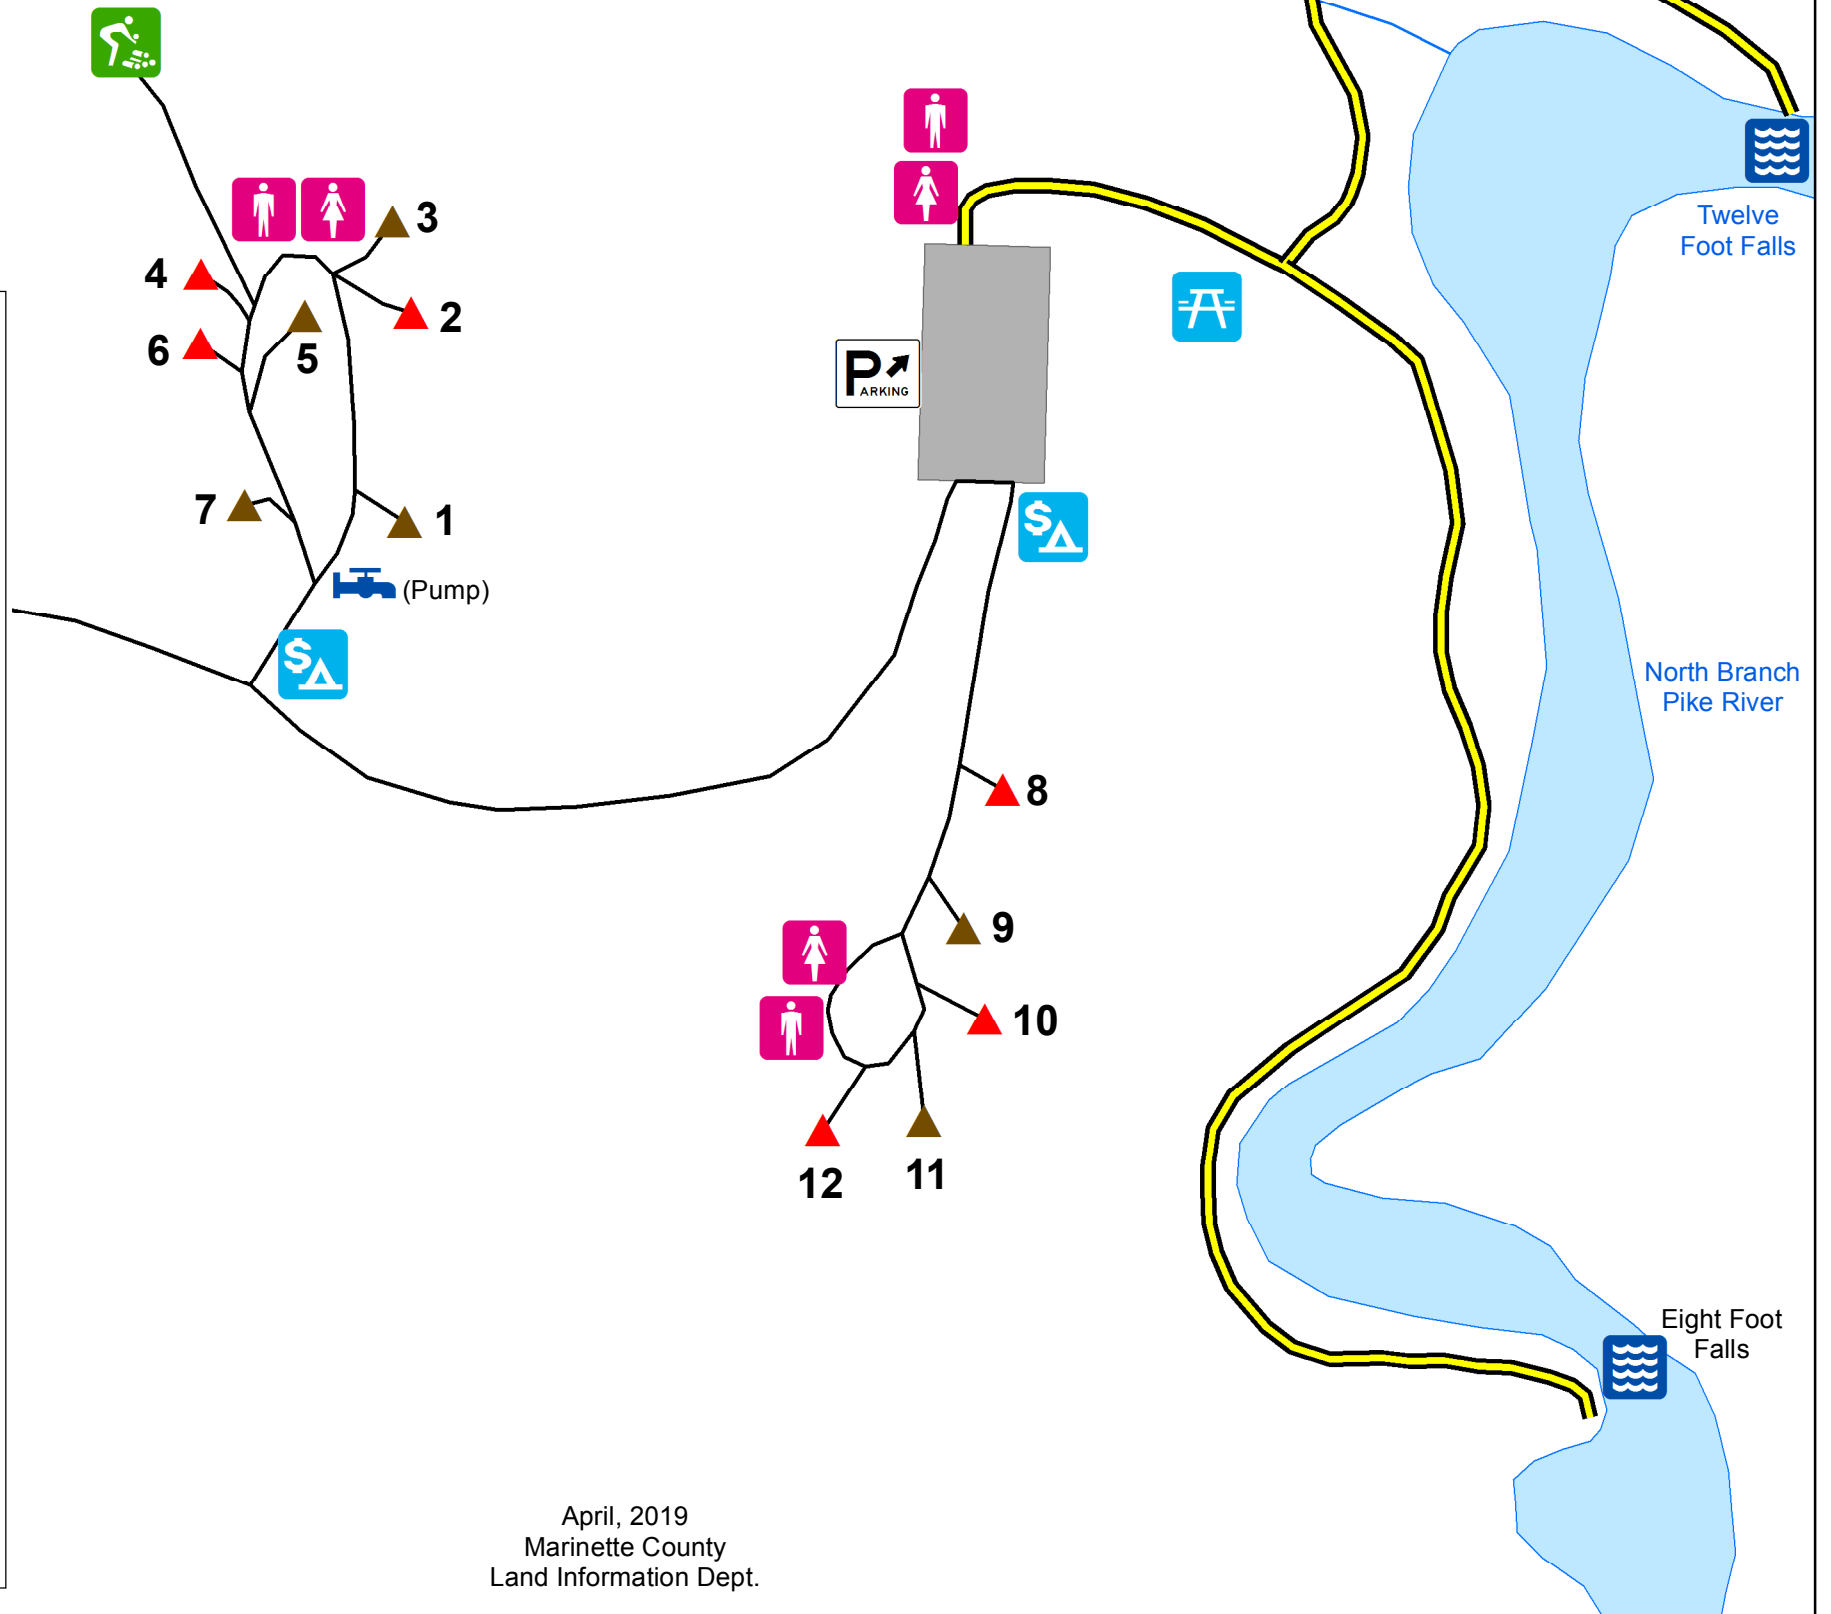 Twelve
Foot Falls
3
4
2
6
5
P
ARKING
7
1
$
(Pump)
$
North Branch
Pike River
8
9
10
12
11
Eight Foot
Falls
April, 2019
Marinette County
Land Information Dept.